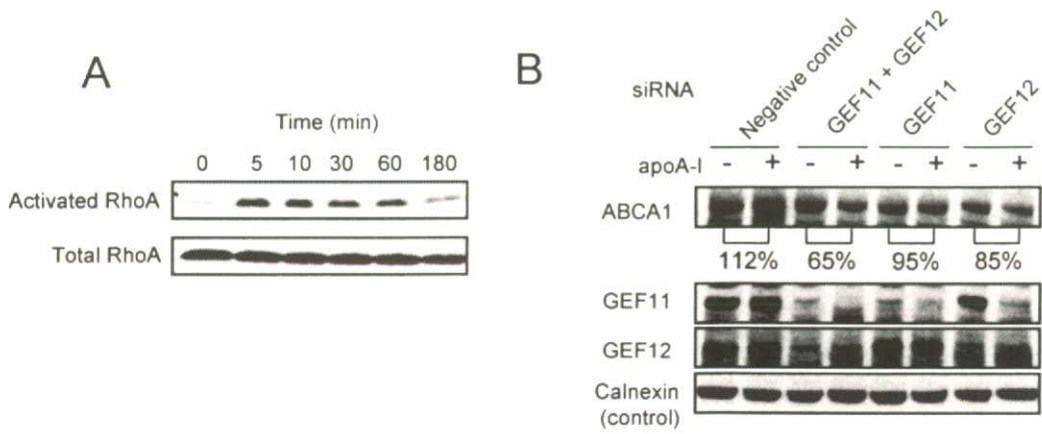 A
Time (min)
0 5 10 30 60 180
Activated RhoA
Total RhoA
B
siRNA
Negative control
GEF11 + GEF12
GEF11
GEF12
apoA-I - + - + - + - +
ABCA1
112% 65% 95% 85%
GEF11
GEF12
Calnexin
(control)